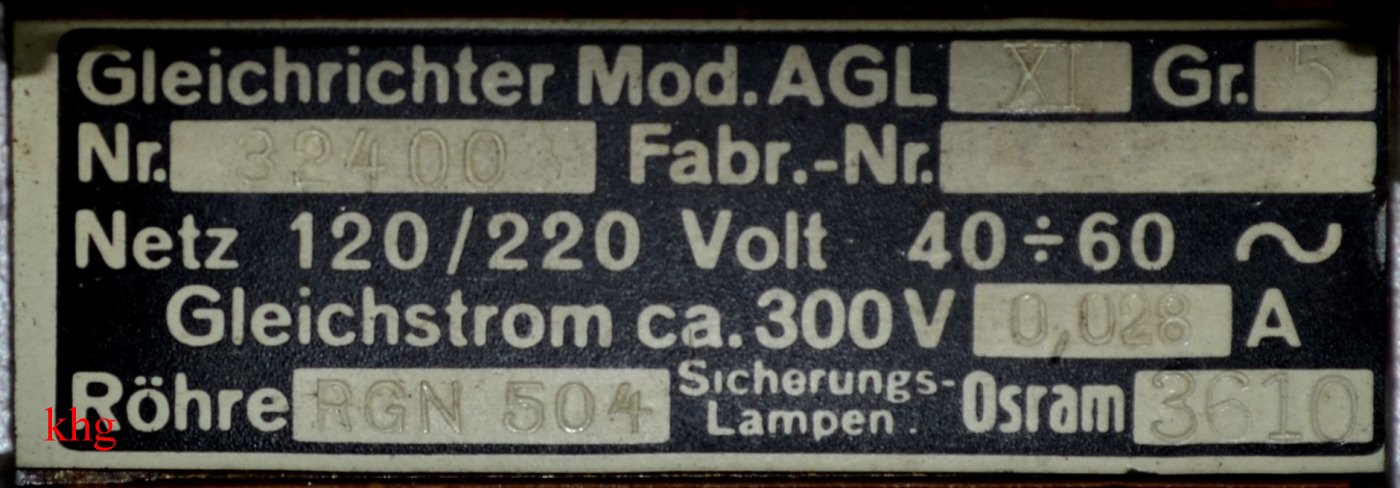 Gleichrichter Mod. AGL XI Gr. 5
Nr. 32400 Fabr.-Nr.
Netz 120/220 Volt 40÷60 ~
Gleichstrom ca. 300 V 0,028 A
Röhre RGN 504 Sicherungs-Lampen. Osram 3610
khg